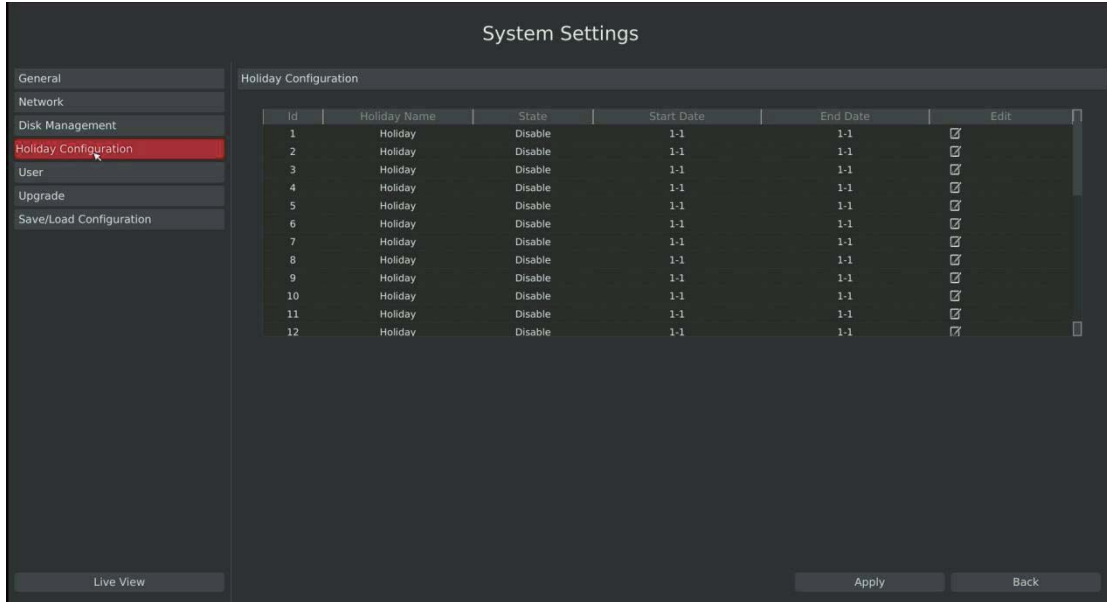 System Settings
General
Network
Disk Management
Holiday Configuration
User
Upgrade
Save/Load Configuration
Live View
Holiday Configuration
Id Holiday Name State Start Date End Date Edit
1 Holiday Disable 1-1 1-1
2 Holiday Disable 1-1 1-1
3 Holiday Disable 1-1 1-1
4 Holiday Disable 1-1 1-1
5 Holiday Disable 1-1 1-1
6 Holiday Disable 1-1 1-1
7 Holiday Disable 1-1 1-1
8 Holiday Disable 1-1 1-1
9 Holiday Disable 1-1 1-1
10 Holiday Disable 1-1 1-1
11 Holiday Disable 1-1 1-1
12 Holiday Disable 1-1 1-1
Apply Back